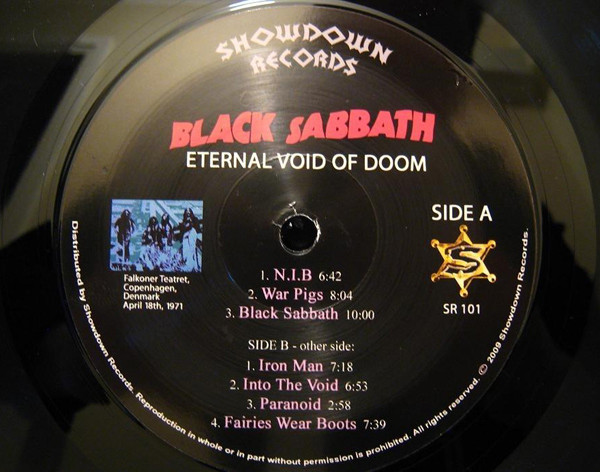 SHOWDOWN
RECORDS
BLACK SABBATH
ETERNAL VOID OF DOOM
SIDE A
S
SR 101
Falkoner Teatret,
Copenhagen,
Denmark
April 18th, 1971
1. N.I.B 6:42
2. War Pigs 8:04
3. Black Sabbath 10:00
SIDE B - other side:
1. Iron Man 7:18
2. Into The Void 6:53
3. Paranoid 2:58
4. Fairies Wear Boots 7:39
Distributed by Showdown Records. Reproduction in whole or in part without permission is prohibited. All rights reserved. © 2009 Showdown Records.